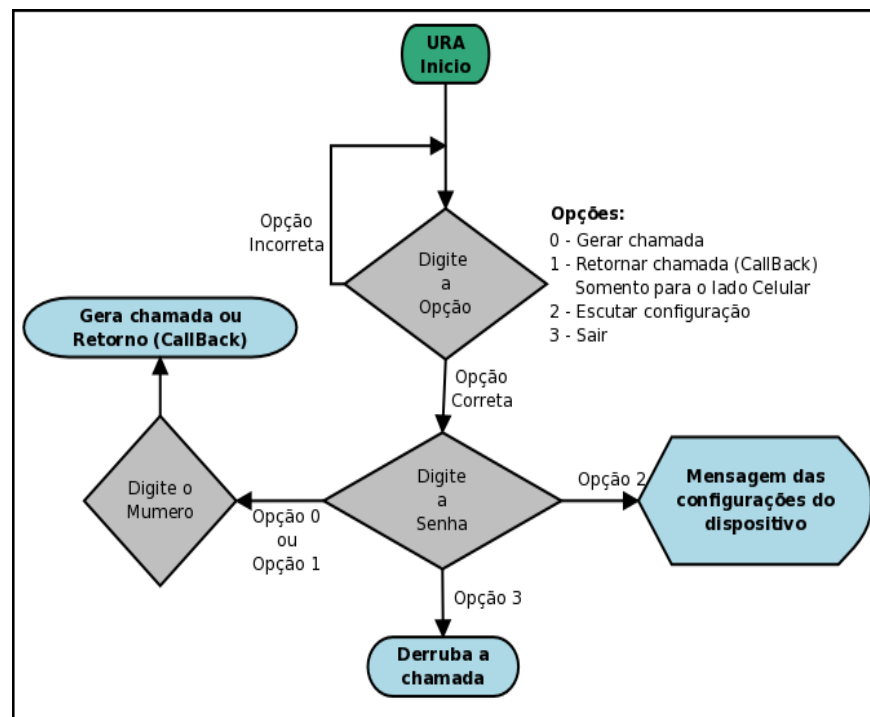 URA
Inicio
Opção
Incorreta
Digite
a
Opção
Opções:
0 - Gerar chamada
1 - Retornar chamada (CallBack)
Somento para o lado Celular
2 - Escutar configuração
3 - Sair
Gera chamada ou
Retorno (CallBack)
Opção
Correta
Digite o
Mumero
Opção 0
ou
Opção 1
Digite
a
Senha
Opção 2
Mensagem das
configurações do
dispositivo
Opção 3
Derruba a
chamada